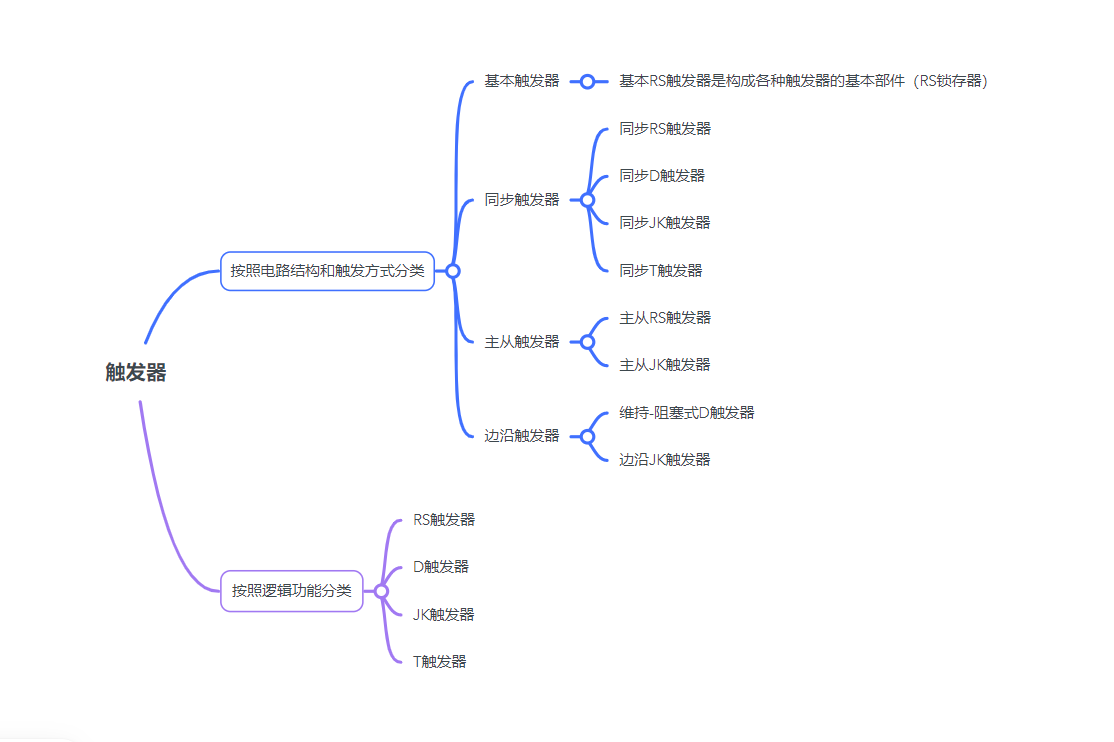 触发器
按照电路结构和触发方式分类
基本触发器
基本RS触发器是构成各种触发器的基本部件（RS锁存器）
同步触发器
同步RS触发器
同步D触发器
同步JK触发器
同步T触发器
主从触发器
主从RS触发器
主从JK触发器
边沿触发器
维持-阻塞式D触发器
边沿JK触发器
按照逻辑功能分类
RS触发器
D触发器
JK触发器
T触发器